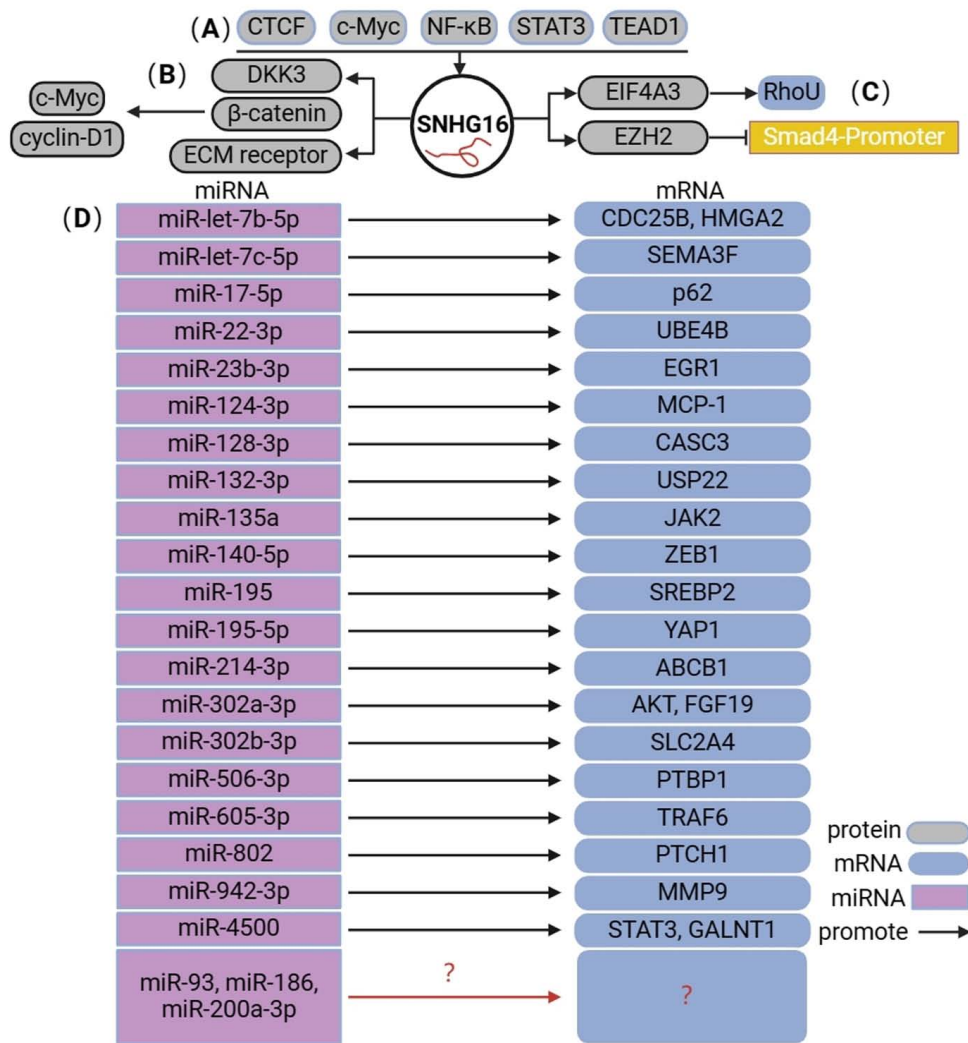 (A) CTCF c-Myc NF-κB STAT3 TEAD1
(B) DKK3
β-catenin
ECM receptor
c-Myc
cyclin-D1
SNHG16
EIF4A3 RhoU (C)
EZH2 Smad4-Promoter
miRNA mRNA
(D) miR-let-7b-5p CDC25B, HMGA2
miR-let-7c-5p SEMA3F
miR-17-5p p62
miR-22-3p UBE4B
miR-23b-3p EGR1
miR-124-3p MCP-1
miR-128-3p CASC3
miR-132-3p USP22
miR-135a JAK2
miR-140-5p ZEB1
miR-195 SREBP2
miR-195-5p YAP1
miR-214-3p ABCB1
miR-302a-3p AKT, FGF19
miR-302b-3p SLC2A4
miR-506-3p PTBP1
miR-605-3p TRAF6
miR-802 PTCH1
miR-942-3p MMP9
miR-4500 STAT3, GALNT1
miR-93, miR-186,
miR-200a-3p
? ?
protein
mRNA
miRNA
promote